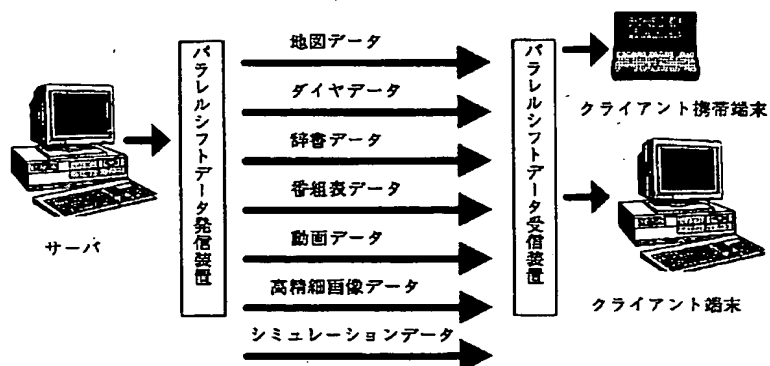 サーバ
パラレルシフトデータ発信装置
地図データ
ダイヤデータ
辞書データ
番組表データ
動画データ
高精細画像データ
シミュレーションデータ
パラレルシフトデータ受信装置
クライアント携帯端末
クライアント端末